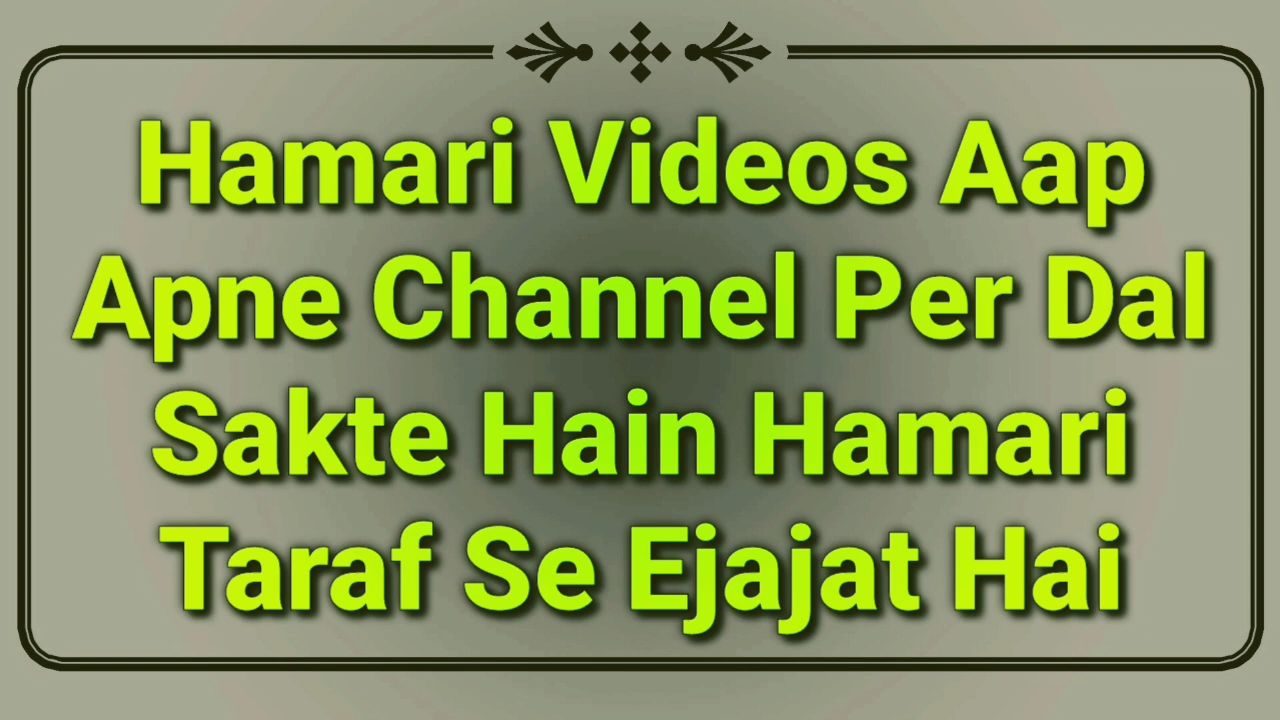 Hamari Videos Aap
Apne Channel Per Dal
Sakte Hain Hamari
Taraf Se Ejajat Hai